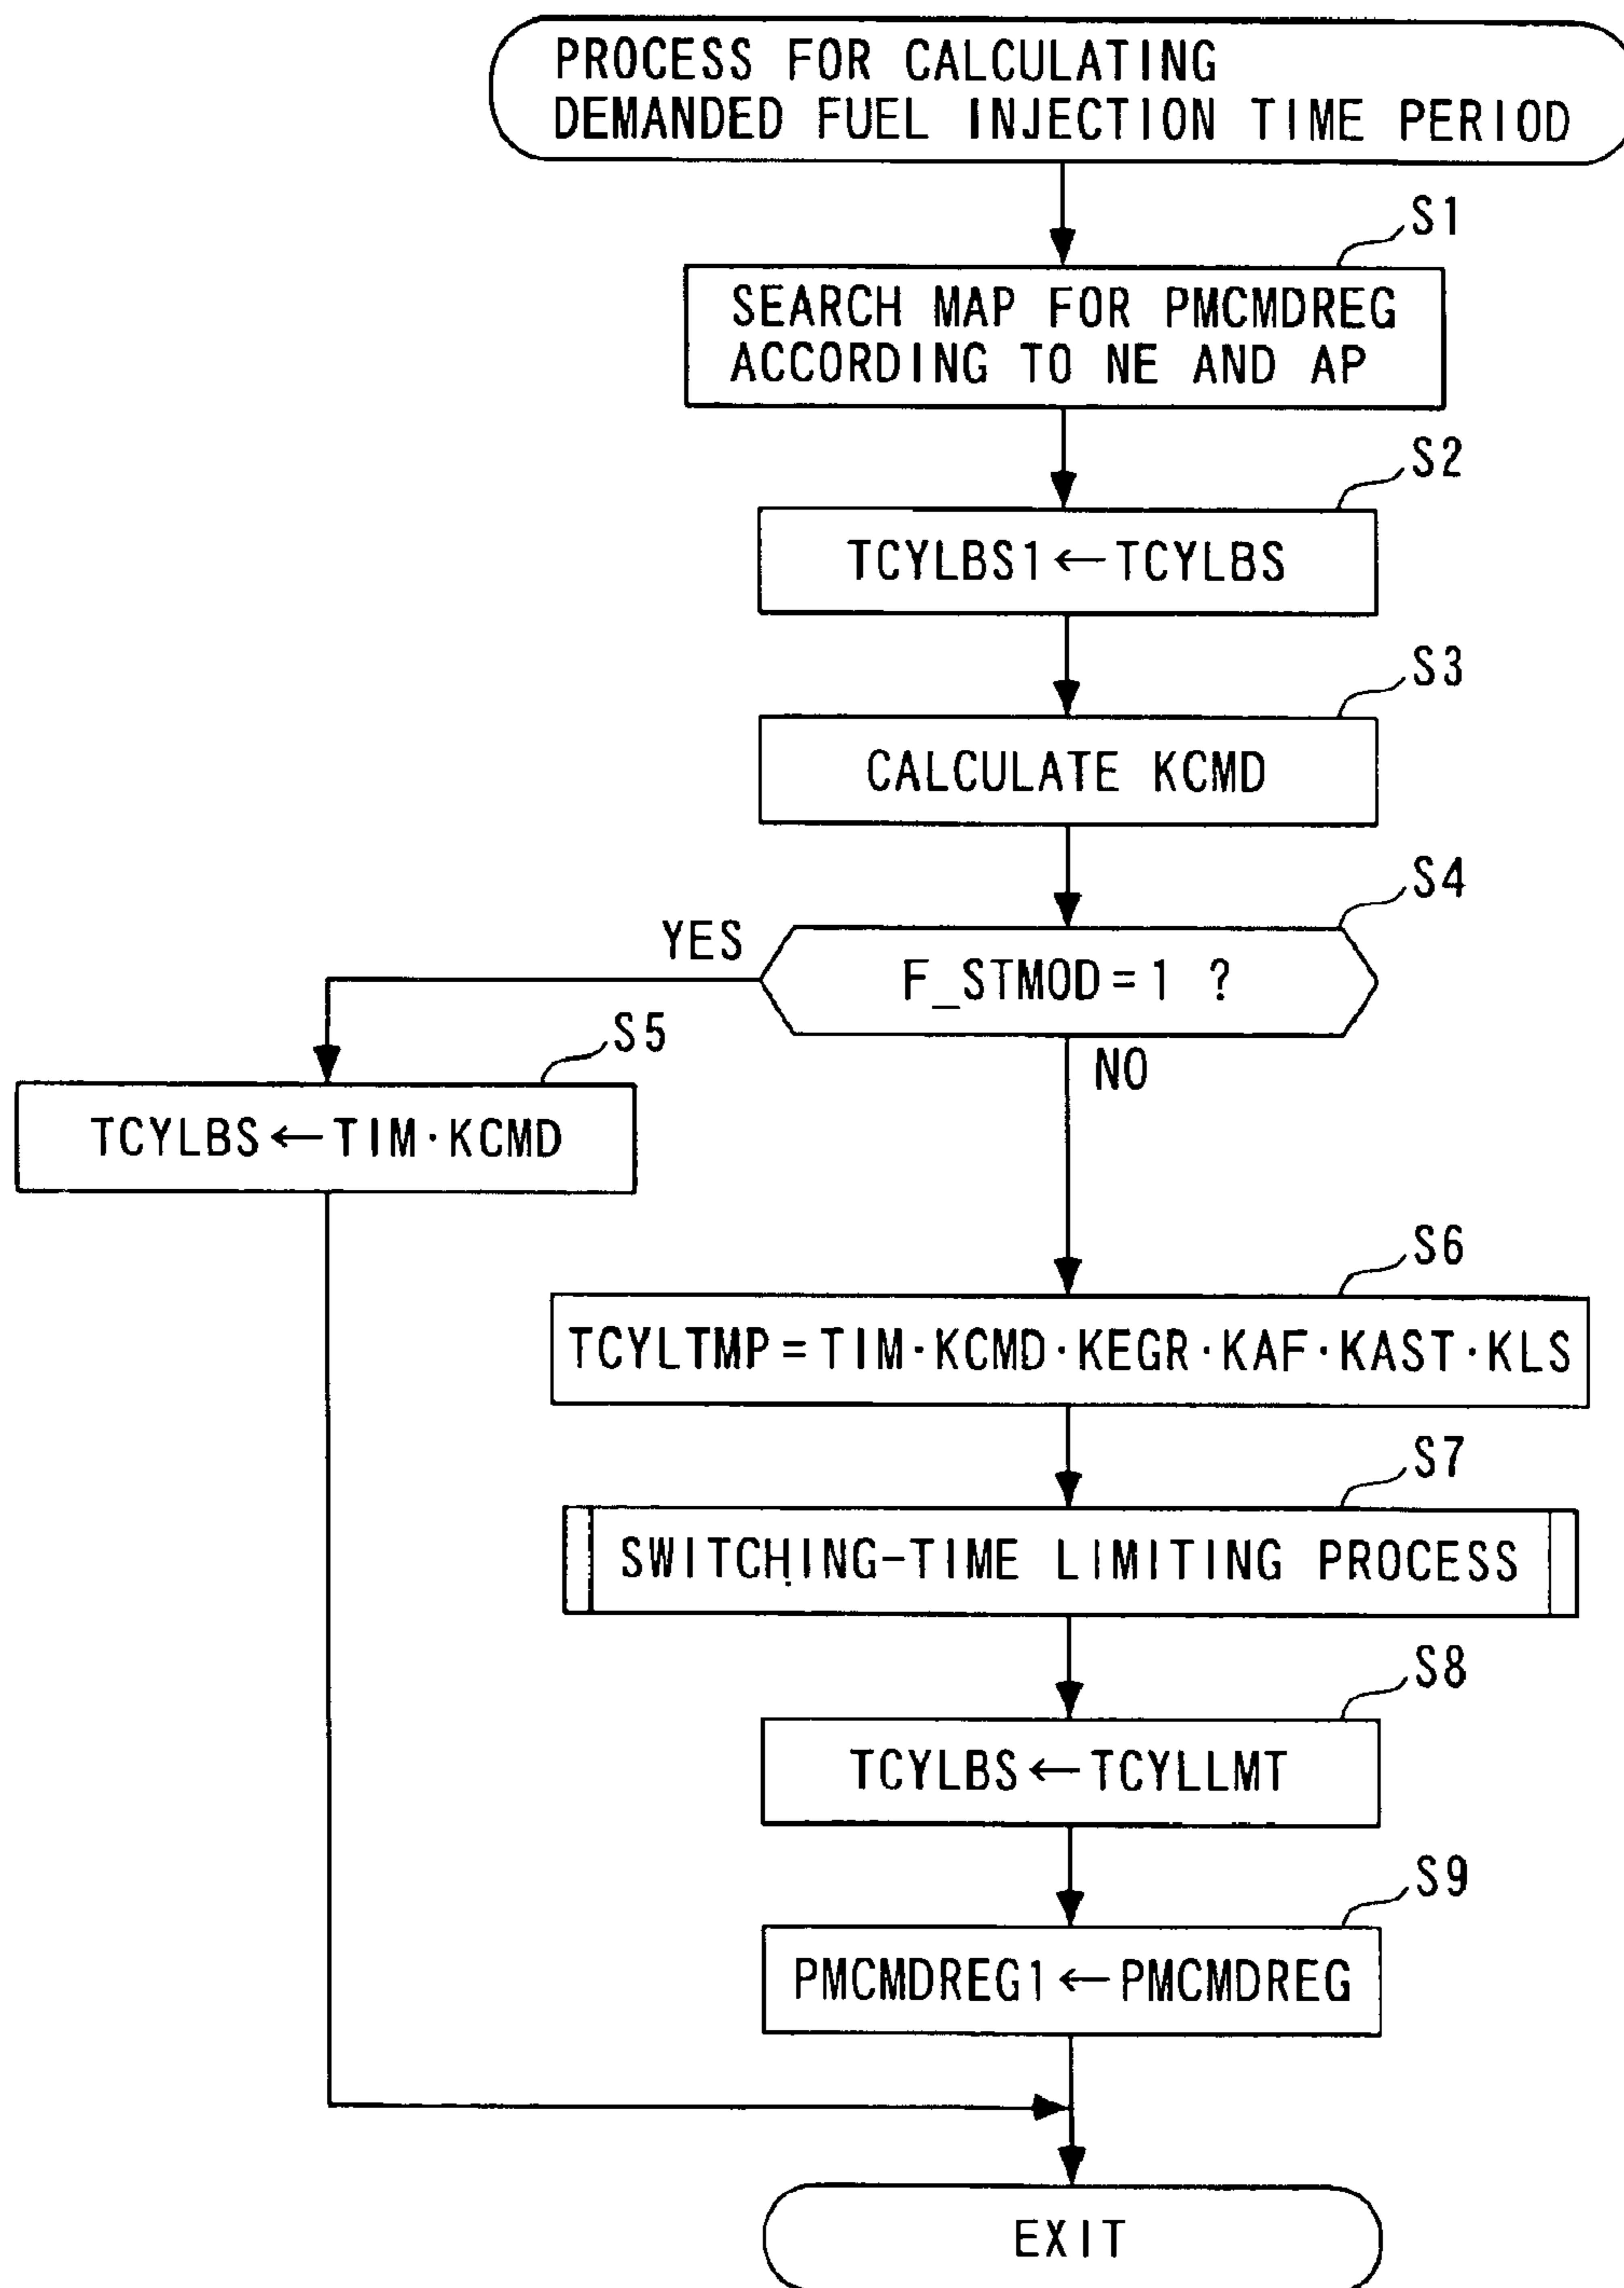 PROCESS FOR CALCULATING
DEMANDED FUEL INJECTION TIME PERIOD
S1
SEARCH MAP FOR PMCMDREG
ACCORDING TO NE AND AP
S2
TCYLBS1←TCYLBS
S3
CALCULATE KCMD
S4
YES
F_STMOD=1 ?
NO
S5
TCYLBS←TIM·KCMD
S6
TCYLTMP=TIM·KCMD·KEGR·KAF·KAST·KLS
S7
SWITCHING-TIME LIMITING PROCESS
S8
TCYLBS←TCYLLMT
S9
PMCMDREG1←PMCMDREG
EXIT